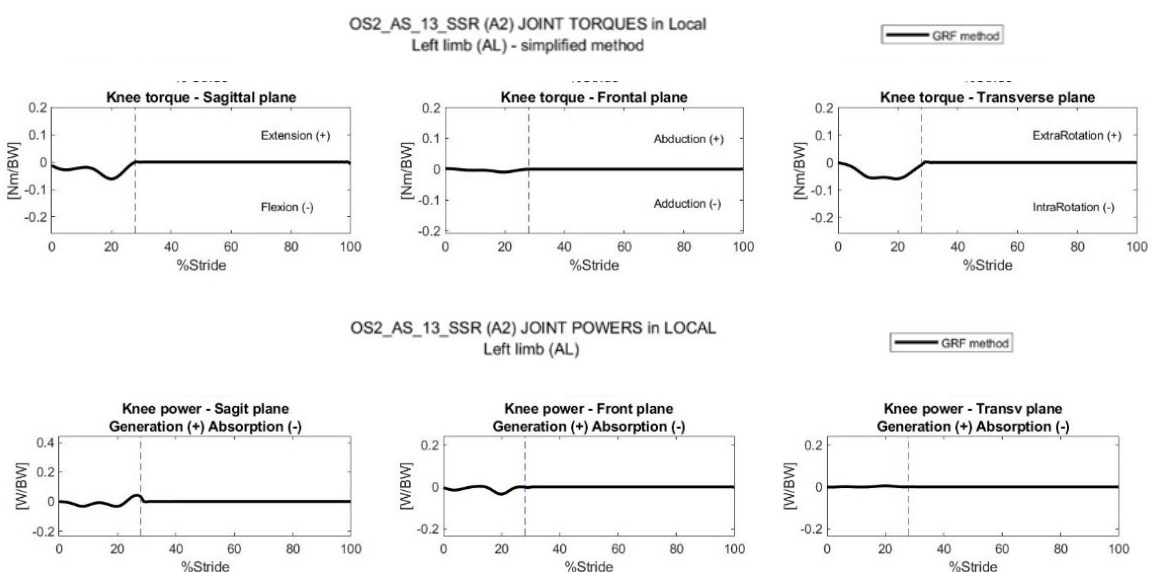 OS2_AS_13_SSR (A2) JOINT TORQUES in Local
Left limb (AL) - simplified method
GRF method
Knee torque - Sagittal plane
0.2
0.1
0
-0.1
-0.2
[Nm/BW]
Extension (+)
Flexion (-)
0 20 40 60 80 100
%Stride
%Stride
Knee torque - Frontal plane
0.2
0.1
0
-0.1
-0.2
[Nm/BW]
Abduction (+)
Adduction (-)
0 20 40 60 80 100
%Stride
%Stride
Knee torque - Transverse plane
0.2
0.1
0
-0.1
-0.2
[Nm/BW]
ExtraRotation (+)
IntraRotation (-)
0 20 40 60 80 100
%Stride
OS2_AS_13_SSR (A2) JOINT POWERS in LOCAL
Left limb (AL)
GRF method
Knee power - Sagit plane
Generation (+) Absorption (-)
0.4
0.2
0
-0.2
[W/BW]
0 20 40 60 80 100
%Stride
Knee power - Front plane
Generation (+) Absorption (-)
0.2
0
-0.2
[W/BW]
0 20 40 60 80 100
%Stride
Knee power - Transv plane
Generation (+) Absorption (-)
0.2
0
-0.2
[W/BW]
0 20 40 60 80 100
%Stride